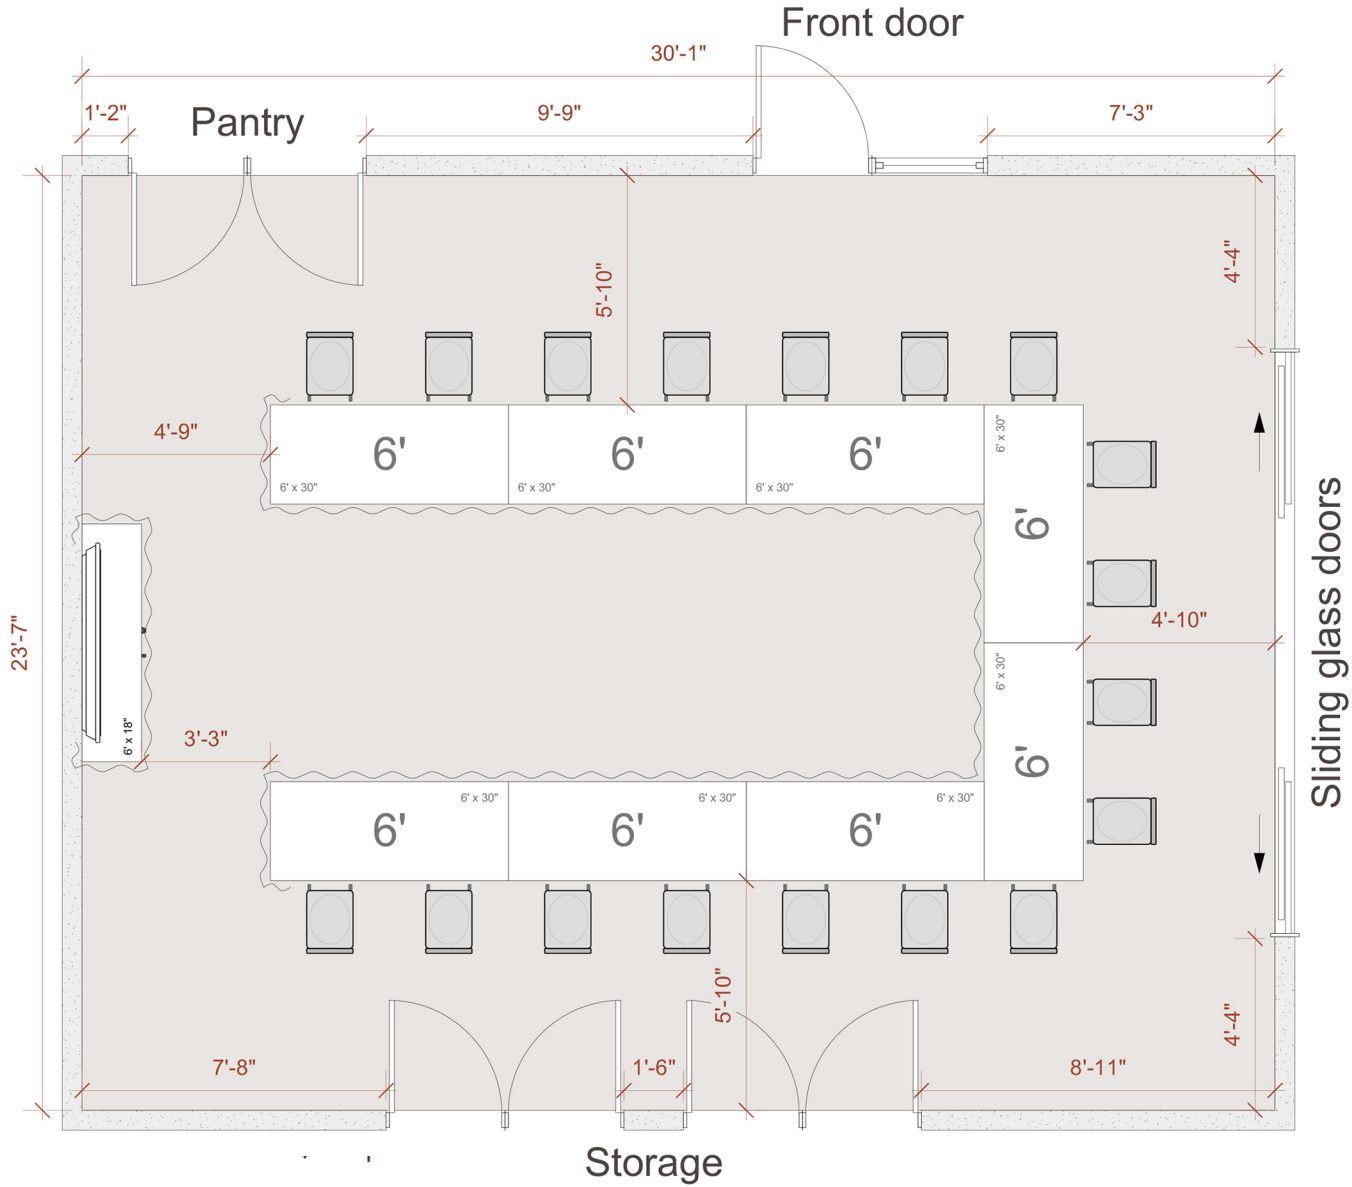 Front door
30'-1"
1'-2"
Pantry
9'-9"
7'-3"
4'-4"
5'-10"
4'-9"
6'
6' x 30"
6'
6' x 30"
6'
6' x 30"
6' x 30"
6'
Sliding glass doors
4'-10"
23'-7"
6' x 18"
3'-3"
6' x 30"
6'
6' x 30"
6'
6' x 30"
6'
6' x 30"
6'
5'-10"
4'-4"
7'-8"
1'-6"
8'-11"
Storage